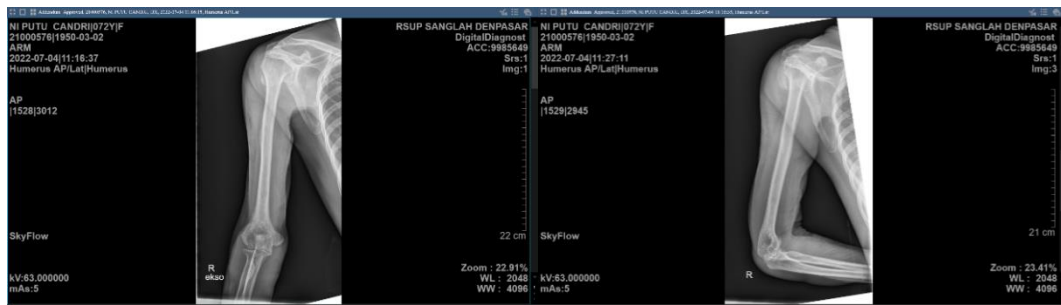 NI PUTU CANDRI|072Y|F
21000576|1950-03-02
ARM
2022-07-04|11:16:37
Humerus AP/Lat|Humerus
AP
|1528|3012
RSUP SANGLAH DENPASAR
DigitalDiagnost
ACC:9985649
Srs:1
Img:1
22 cm
SkyFlow
R
ekso
kV:63.000000
mAs:5
Zoom : 22.91%
WL : 2048
WW : 4096
NI PUTU CANDRI|072Y|F
21000576|1950-03-02
ARM
2022-07-04|11:27:11
Humerus AP/Lat|Humerus
AP
|1529|2945
RSUP SANGLAH DENPASAR
DigitalDiagnost
ACC:9985649
Srs:1
Img:3
21 cm
SkyFlow
R
kV:63.000000
mAs:5
Zoom : 23.41%
WL : 2048
WW : 4096